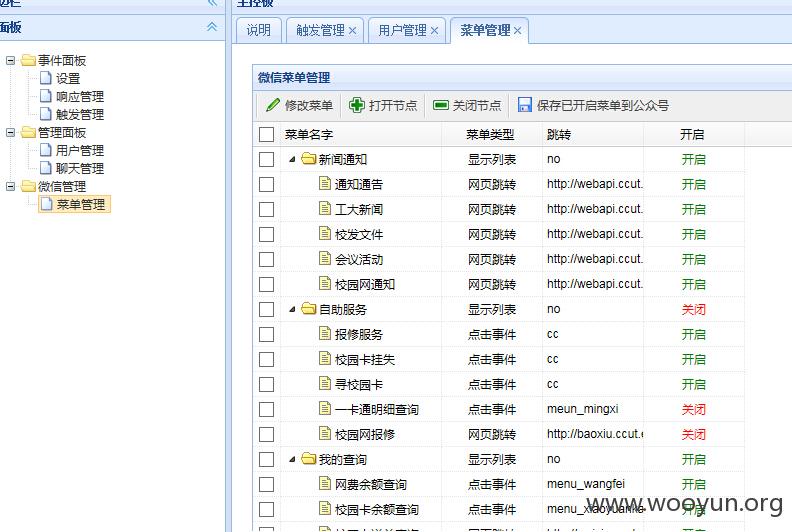 面板
事件面板
设置
响应管理
触发管理
管理面板
用户管理
聊天管理
微信管理
菜单管理
主控板
说明 触发管理 用户管理 菜单管理
微信菜单管理
修改菜单 打开节点 关闭节点 保存已开启菜单到公众号
菜单名字 菜单类型 跳转 开启
新闻通知 显示列表 no 开启
通知通告 网页跳转 http://webapi.ccut. 开启
工大新闻 网页跳转 http://webapi.ccut. 开启
校发文件 网页跳转 http://webapi.ccut. 开启
会议活动 网页跳转 http://webapi.ccut. 开启
校园网通知 网页跳转 http://webapi.ccut. 开启
自助服务 显示列表 no 关闭
报修服务 点击事件 cc 开启
校园卡挂失 点击事件 cc 开启
寻校园卡 点击事件 cc 开启
一卡通明细查询 点击事件 meun_mingxi 关闭
校园网报修 网页跳转 http://baoxiu.ccut.e 关闭
我的查询 显示列表 no 开启
网费余额查询 点击事件 menu_wangfei 开启
校园卡余额查询 点击事件 menu_xiaoyuanka 开启
www.wooyun.org